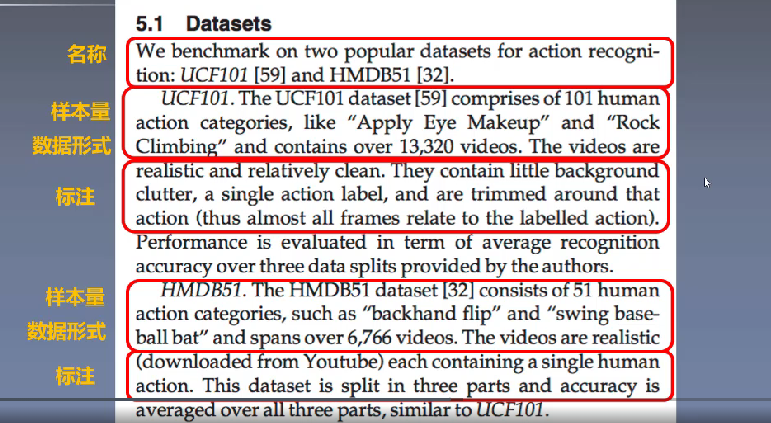 5.1 Datasets
名称
We benchmark on two popular datasets for action recogni-
tion: UCF101 [59] and HMDB51 [32].
样本量
数据形式
UCF101. The UCF101 dataset [59] comprises of 101 human
action categories, like “Apply Eye Makeup” and “Rock
Climbing” and contains over 13,320 videos. The videos are
标注
realistic and relatively clean. They contain little background
clutter, a single action label, and are trimmed around that
action (thus almost all frames relate to the labelled action).
Performance is evaluated in term of average recognition
accuracy over three data splits provided by the authors.
样本量
数据形式
HMDB51. The HMDB51 dataset [32] consists of 51 human
action categories, such as “backhand flip” and “swing base-
ball bat” and spans over 6,766 videos. The videos are realistic
标注
(downloaded from Youtube) each containing a single human
action. This dataset is split in three parts and accuracy is
averaged over all three parts, similar to UCF101.